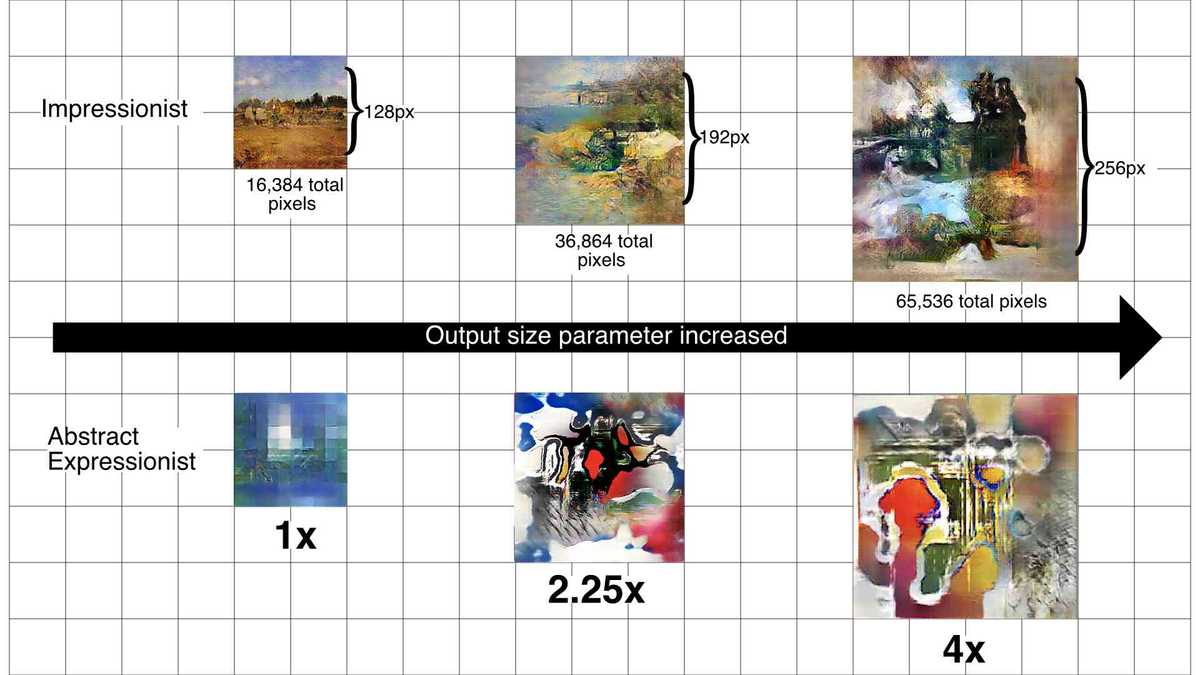 Impressionist
128px
192px
256px
16,384 total
pixels
36,864 total
pixels
65,536 total pixels
Output size parameter increased
Abstract
Expressionist
1x
2.25x
4x